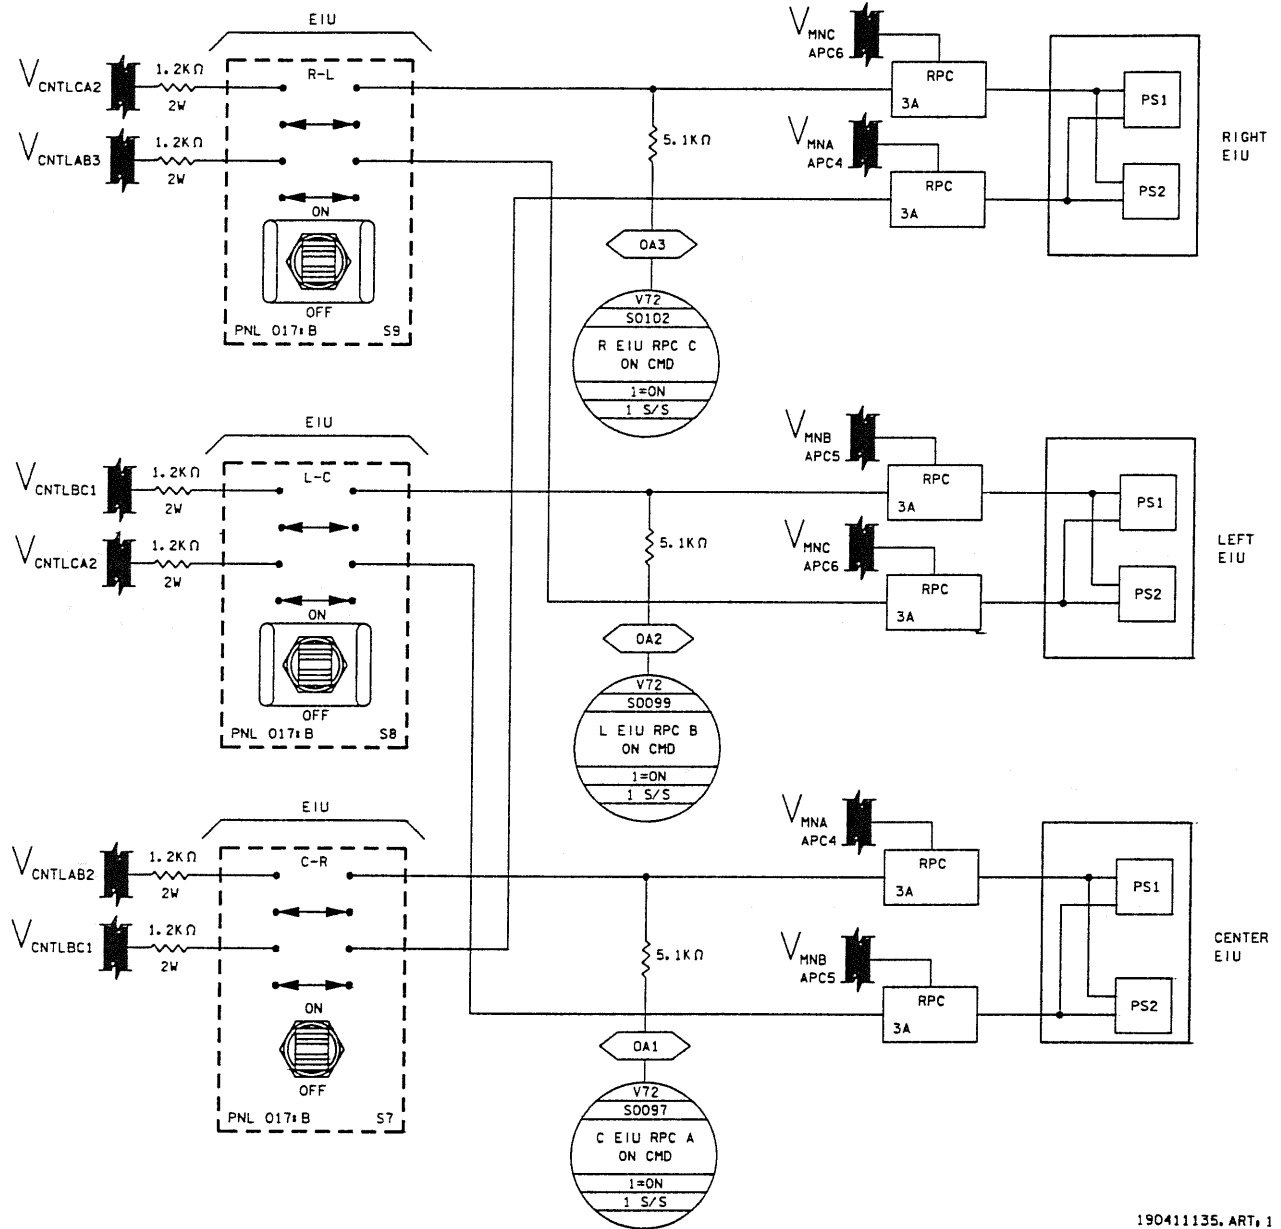 EIU
V CNTLCA2
1.2KΩ
2W
R-L
V CNTLAB3
1.2KΩ
2W
ON
OFF
PNL O17:B S9
5.1KΩ
OA3
V72
S0102
R EIU RPC C
ON CMD
1=ON
1 S/S
V MNC
APC6
RPC
3A
V MNA
APC4
RPC
3A
PS1
PS2
RIGHT
EIU
EIU
V CNTLBC1
1.2KΩ
2W
L-C
V CNTLCA2
1.2KΩ
2W
ON
OFF
PNL O17:B S8
5.1KΩ
OA2
V72
S0099
L EIU RPC B
ON CMD
1=ON
1 S/S
V MNB
APC5
RPC
3A
V MNC
APC6
RPC
3A
PS1
PS2
LEFT
EIU
EIU
V CNTLAB2
1.2KΩ
2W
C-R
V CNTLBC1
1.2KΩ
2W
ON
OFF
PNL O17:B S7
5.1KΩ
OA1
V72
S0097
C EIU RPC A
ON CMD
1=ON
1 S/S
V MNA
APC4
RPC
3A
V MNB
APC5
RPC
3A
PS1
PS2
CENTER
EIU
190411135.ART; 1